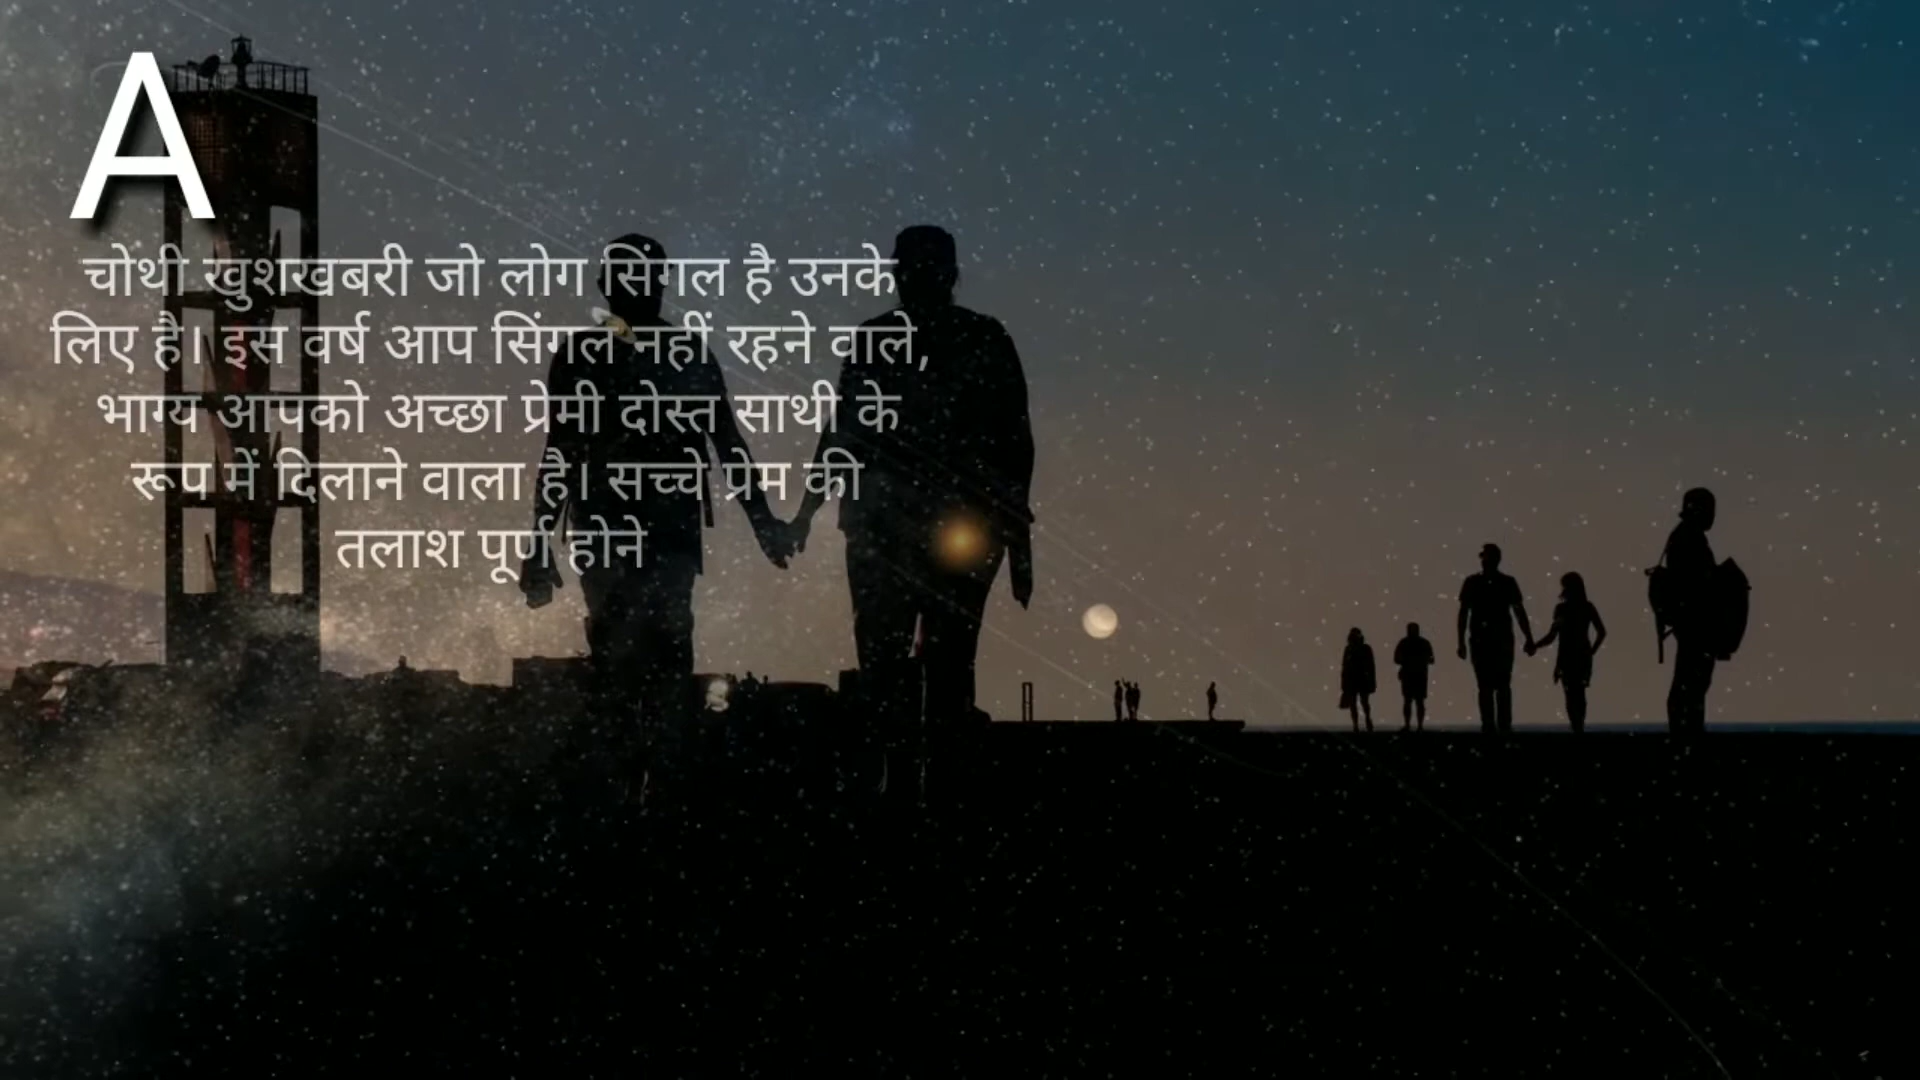 A
चोथी खुशखबरी जो लोग सिंगल है उनके
लिए है। इस वर्ष आप सिंगल नहीं रहने वाले,
भाग्य आपको अच्छा प्रेमी दोस्त साथी के
रूप में दिलाने वाला है। सच्चे प्रेम की
तलाश पूर्ण होने